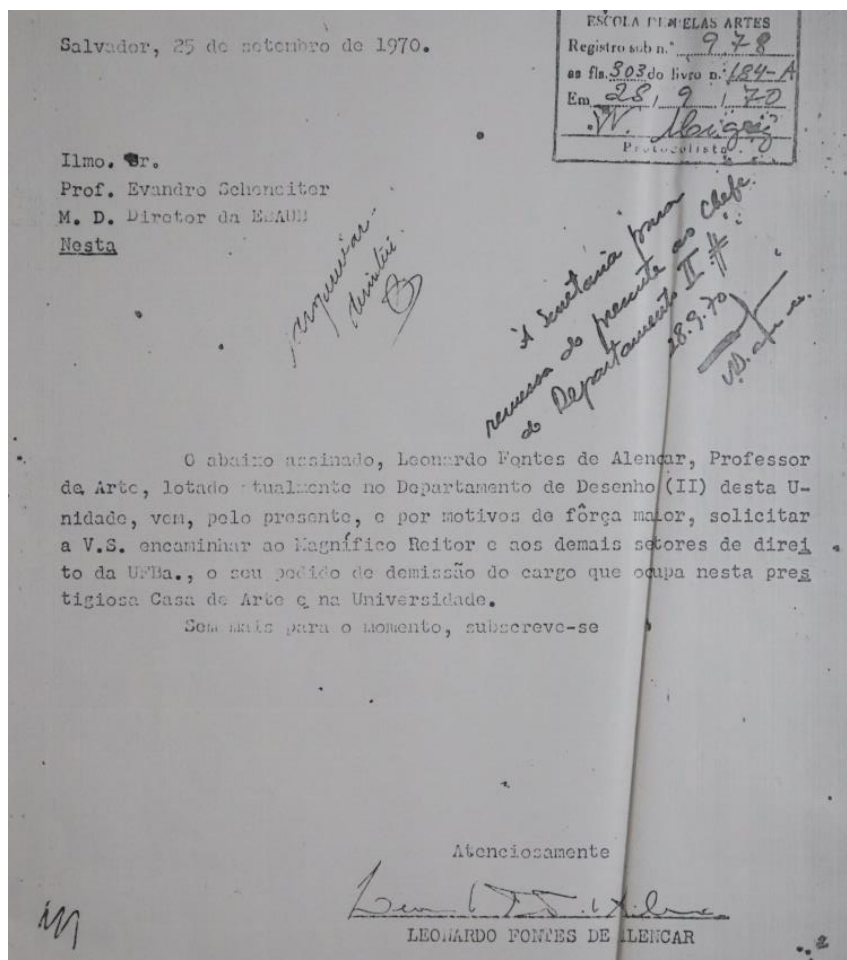 Salvador, 25 de setembro de 1970.
ESCOLA DE BELAS ARTES
Registro sub n.º 978
as fls. 303 do livro n.º 184-A
Em 28 / 9 / 70
W.
Protocolista
Ilmo. Sr.
Prof. Evandro Schneiter
M. D. Diretor da EBAUB
Nesta
arquivar
À Secretaria para
remessa do presente ao Chefe
do Departamento II.
28.9.70
O abaixo assinado, Leonardo Fontes de Alencar, Professor
de Arte, lotado atualmente no Departamento de Desenho (II) desta U-
nidade, vem, pelo presente, e por motivos de fôrça maior, solicitar
a V.S. encaminhar ao Magnífico Reitor e aos demais setores de direi
to da UFBa., o seu pedido de demissão do cargo que ocupa nesta pres
tigiosa Casa de Arte e na Universidade.
Sem mais para o momento, subscreve-se
Atenciosamente
LEONARDO FONTES DE ALENCAR